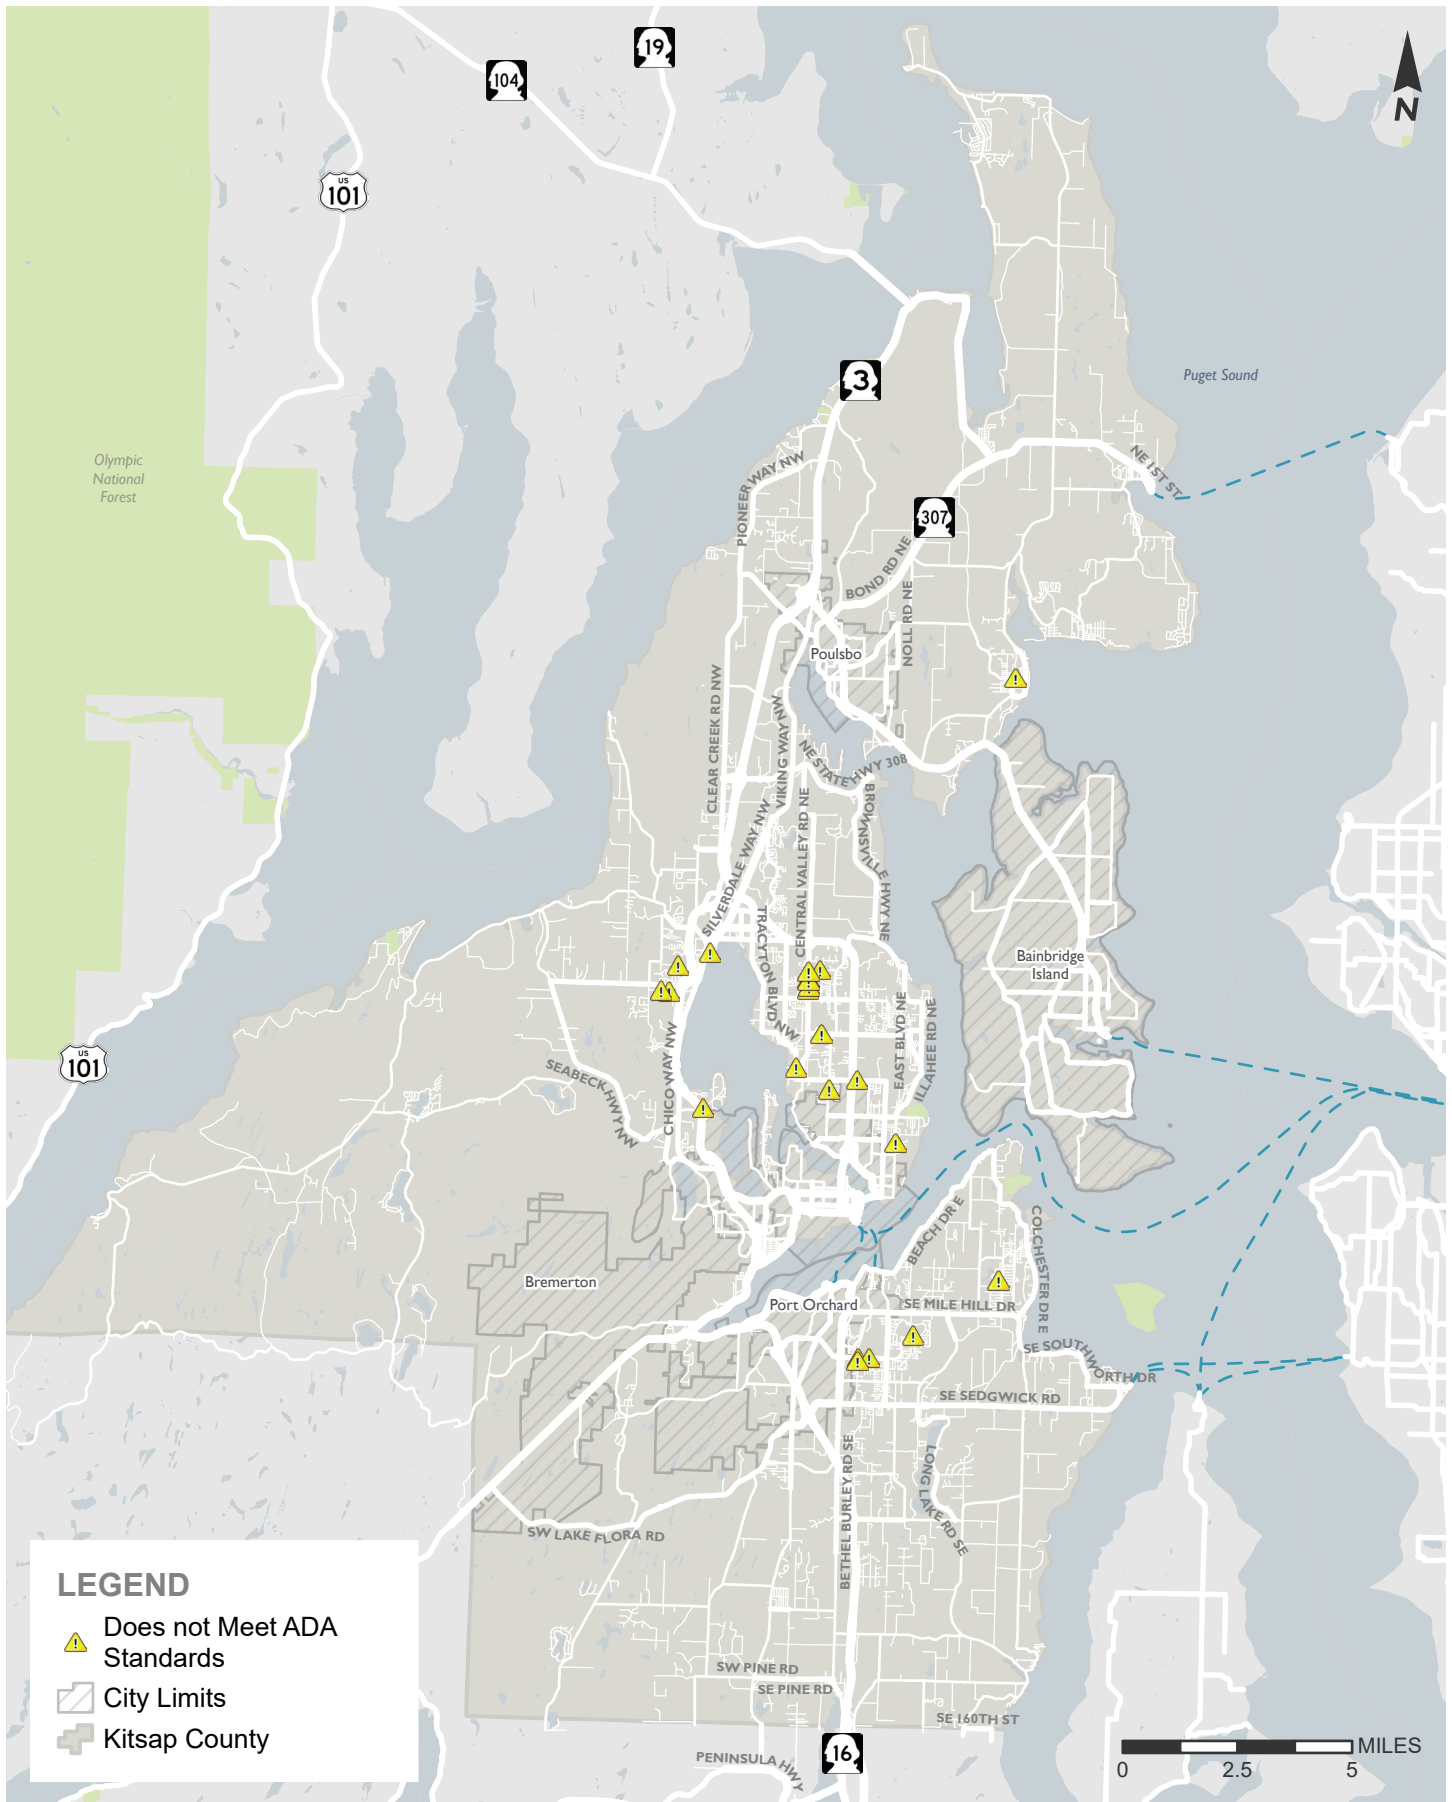 19
104
N
US
101
3
Puget Sound
NE 1ST ST
Olympic
National
Forest
PIONEER WAY NW
307
BOND RD NE
NOLL RD NE
Poulsbo
CLEAR CREEK RD NW
VIKING WAY NW
NE STATE HWY 308
SILVERDALE WAY NW
CENTRAL VALLEY RD NE
BROWNSVILLE HWY NE
TRACYTON BLVD NW
Bainbridge
Island
EAST BLVD NE
ILLAHEE RD NE
US
101
SEABECK HWY NW
CHICO WAY NW
BEACH DR E
COLCHESTER DR E
Bremerton
Port Orchard
SE MILE HILL DR
SE SOUTHWORTH DR
SE SEDGWICK RD
BETHEL BURLEY RD SE
LONG LAKE RD SE
SW LAKE FLORA RD
SW PINE RD
SE PINE RD
SE 160TH ST
PENINSULA HWY
16
LEGEND
Does not Meet ADA
Standards
City Limits
Kitsap County
MILES
0 2.5 5